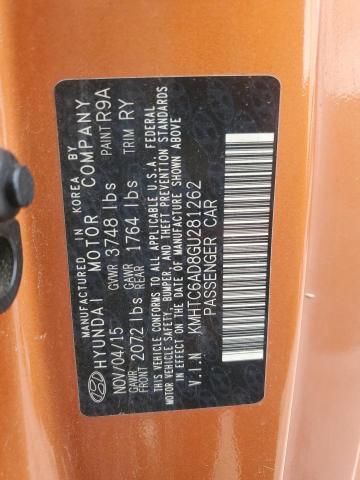 MANUFACTURED IN KOREA BY
HYUNDAI MOTOR COMPANY
NOV/04/15 GVWR 3748 lbs PAINT R9A
GAWR FRONT 2072 lbs GAWR REAR 1764 lbs TRIM RY
THIS VEHICLE CONFORMS TO ALL APPLICABLE U.S.A. FEDERAL
MOTOR VEHICLE SAFETY, BUMPER, AND THEFT PREVENTION
STANDARDS IN EFFECT ON THE DATE OF MANUFACTURE SHOWN ABOVE
V.I.N KMHTC6AD8GU281262
PASSENGER CAR